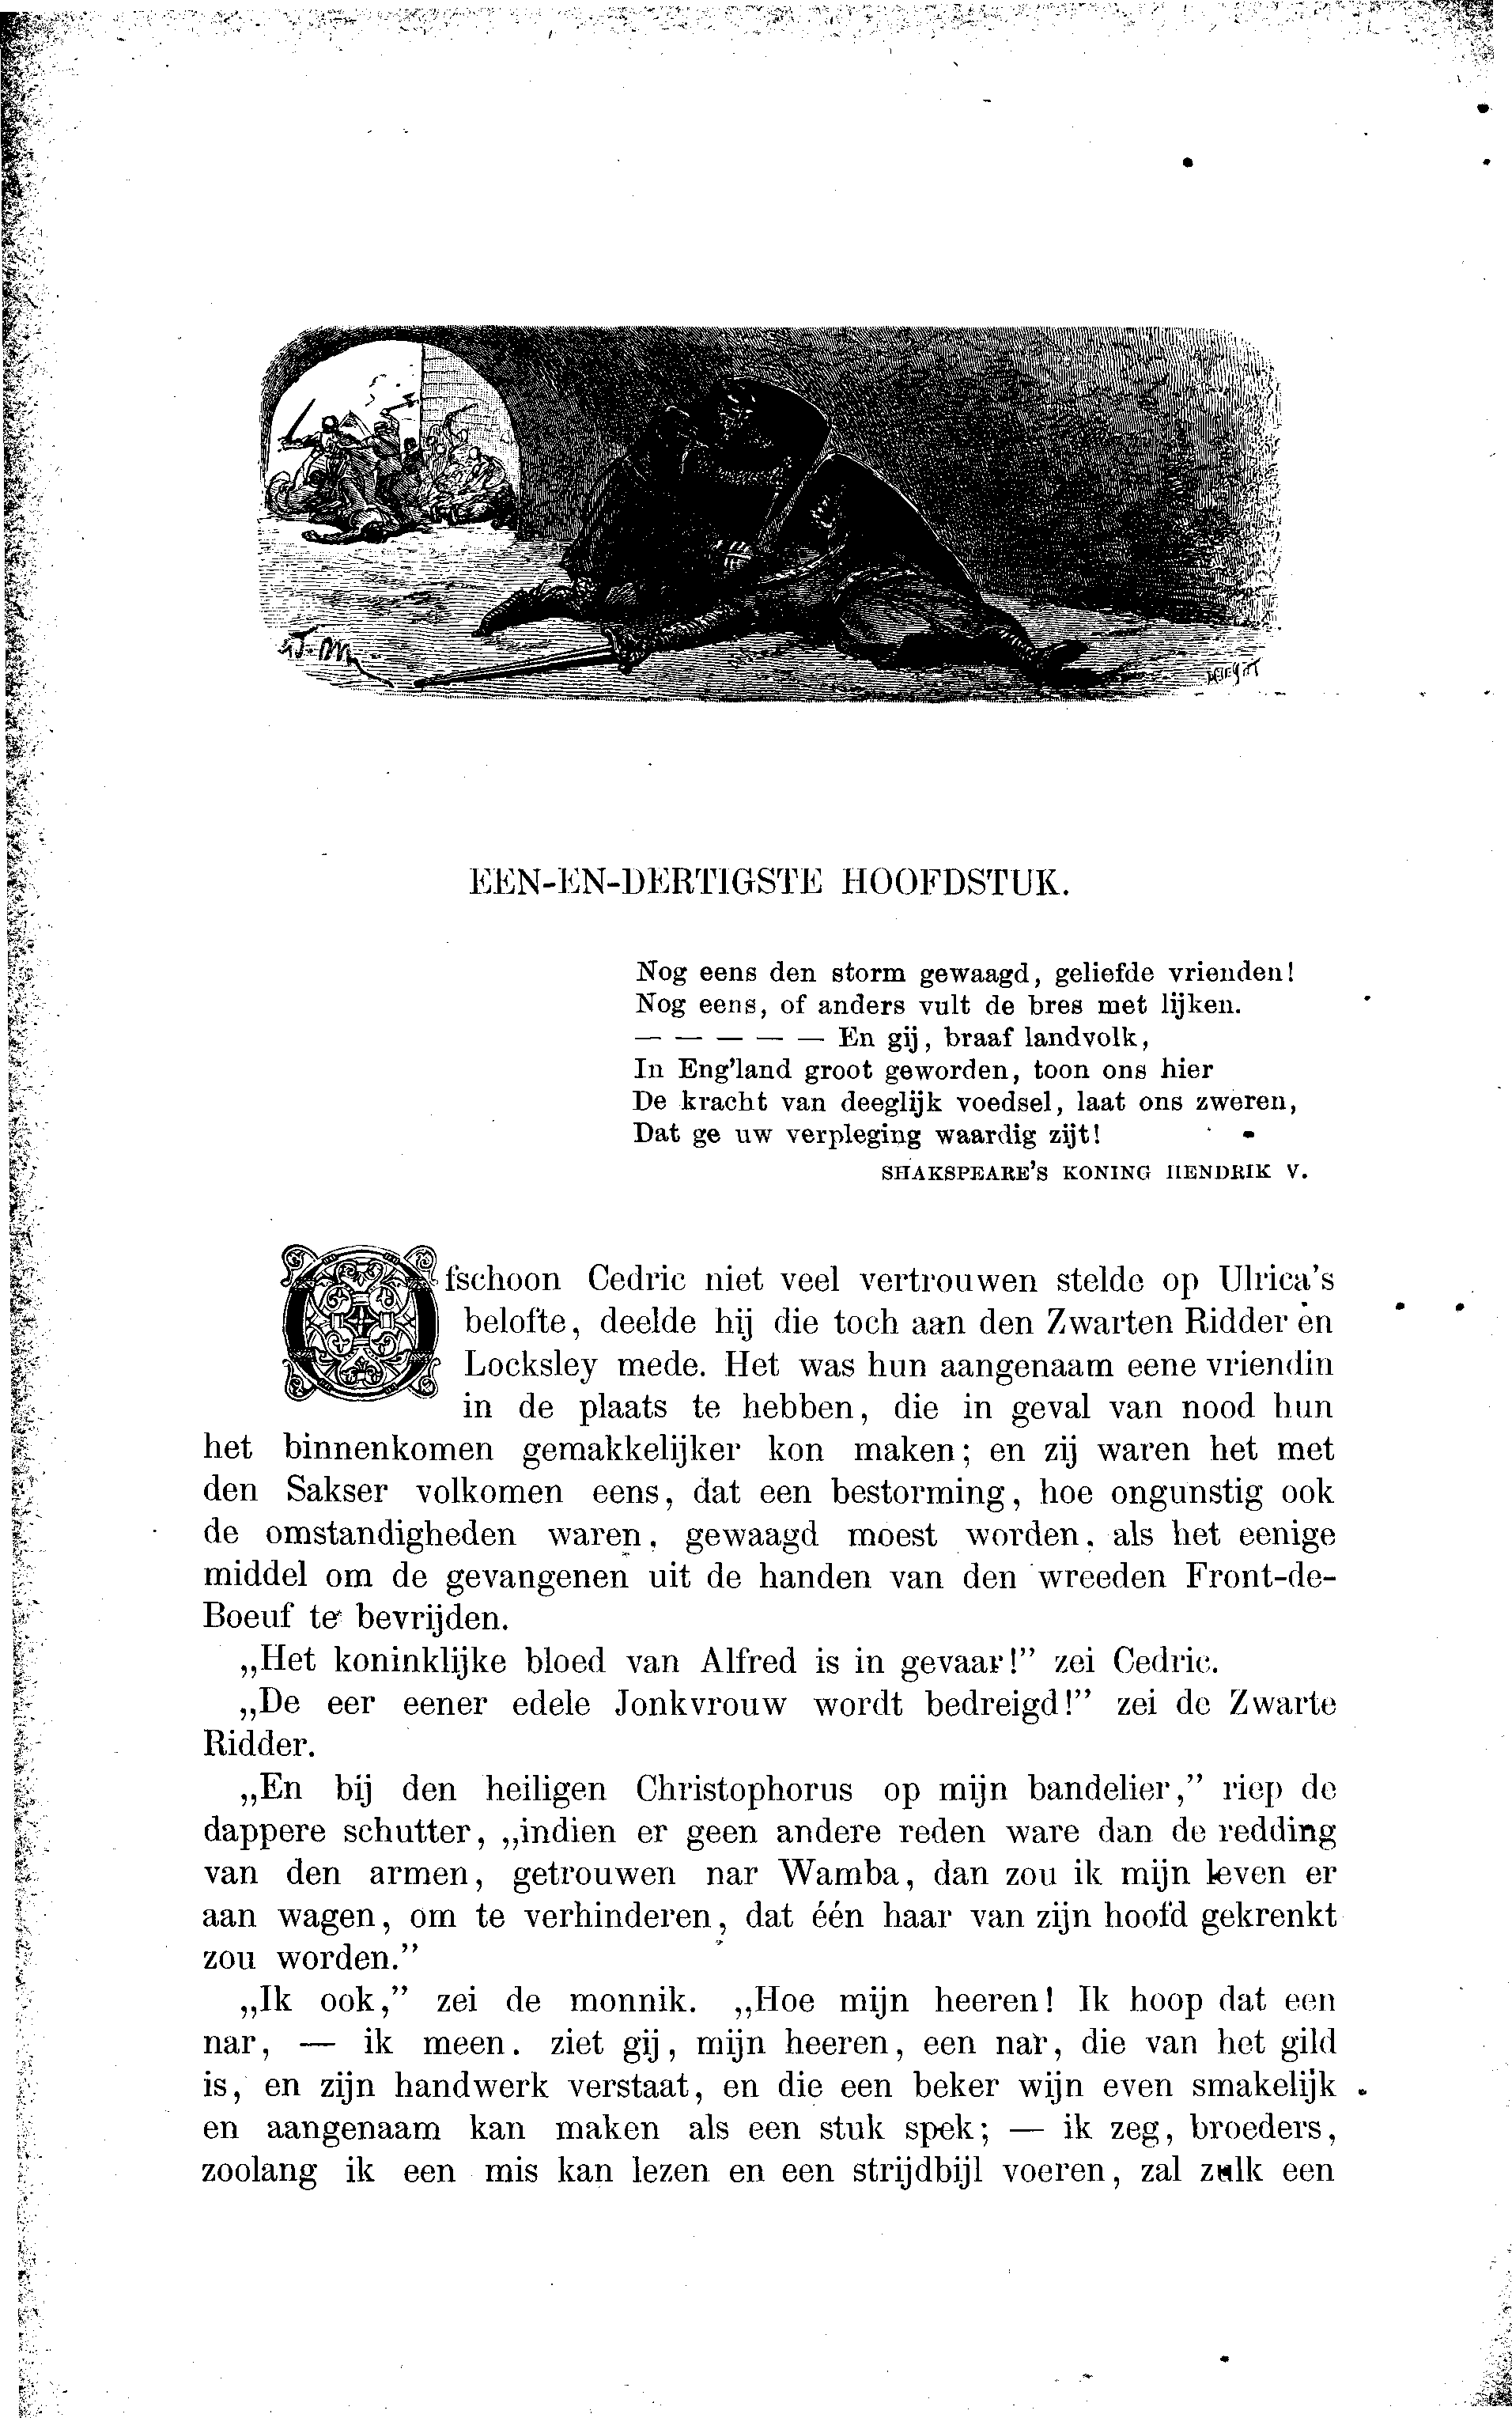 EEN-EN-DERTIGSTE HOOFDSTUK.
Nog eens den storm gewaagd, geliefde vrienden!
Nog eens, of anders vult de bres met lijken.
— — — — — En gij, braaf landvolk,
In Eng'land groot geworden, toon ons hier
De kracht van deeglijk voedsel, laat ons zweren,
Dat ge uw verpleging waardig zijt!
SHAKSPEARE'S KONING HENDRIK V.
Ofschoon Cedric niet veel vertrouwen stelde op Ulrica's
belofte, deelde hij die toch aan den Zwarten Ridder en
Locksley mede. Het was hun aangenaam eene vriendin
in de plaats te hebben, die in geval van nood hun
het binnenkomen gemakkelijker kon maken; en zij waren het met
den Sakser volkomen eens, dat een bestorming, hoe ongunstig ook
de omstandigheden waren, gewaagd moest worden, als het eenige
middel om de gevangenen uit de handen van den wreeden Front-de-
Boeuf te bevrijden.
„Het koninklijke bloed van Alfred is in gevaar!” zei Cedric.
„De eer eener edele Jonkvrouw wordt bedreigd!” zei de Zwarte
Ridder.
„En bij den heiligen Christophorus op mijn bandelier,” riep de
dappere schutter, „indien er geen andere reden ware dan de redding
van den armen, getrouwen nar Wamba, dan zou ik mijn leven er
aan wagen, om te verhinderen, dat één haar van zijn hoofd gekrenkt
zou worden.”
„Ik ook,” zei de monnik. „Hoe mijn heeren! Ik hoop dat een
nar, — ik meen. ziet gij, mijn heeren, een nar, die van het gild
is, en zijn handwerk verstaat, en die een beker wijn even smakelijk
en aangenaam kan maken als een stuk spek; — ik zeg, broeders,
zoolang ik een mis kan lezen en een strijdbijl voeren, zal zulk een